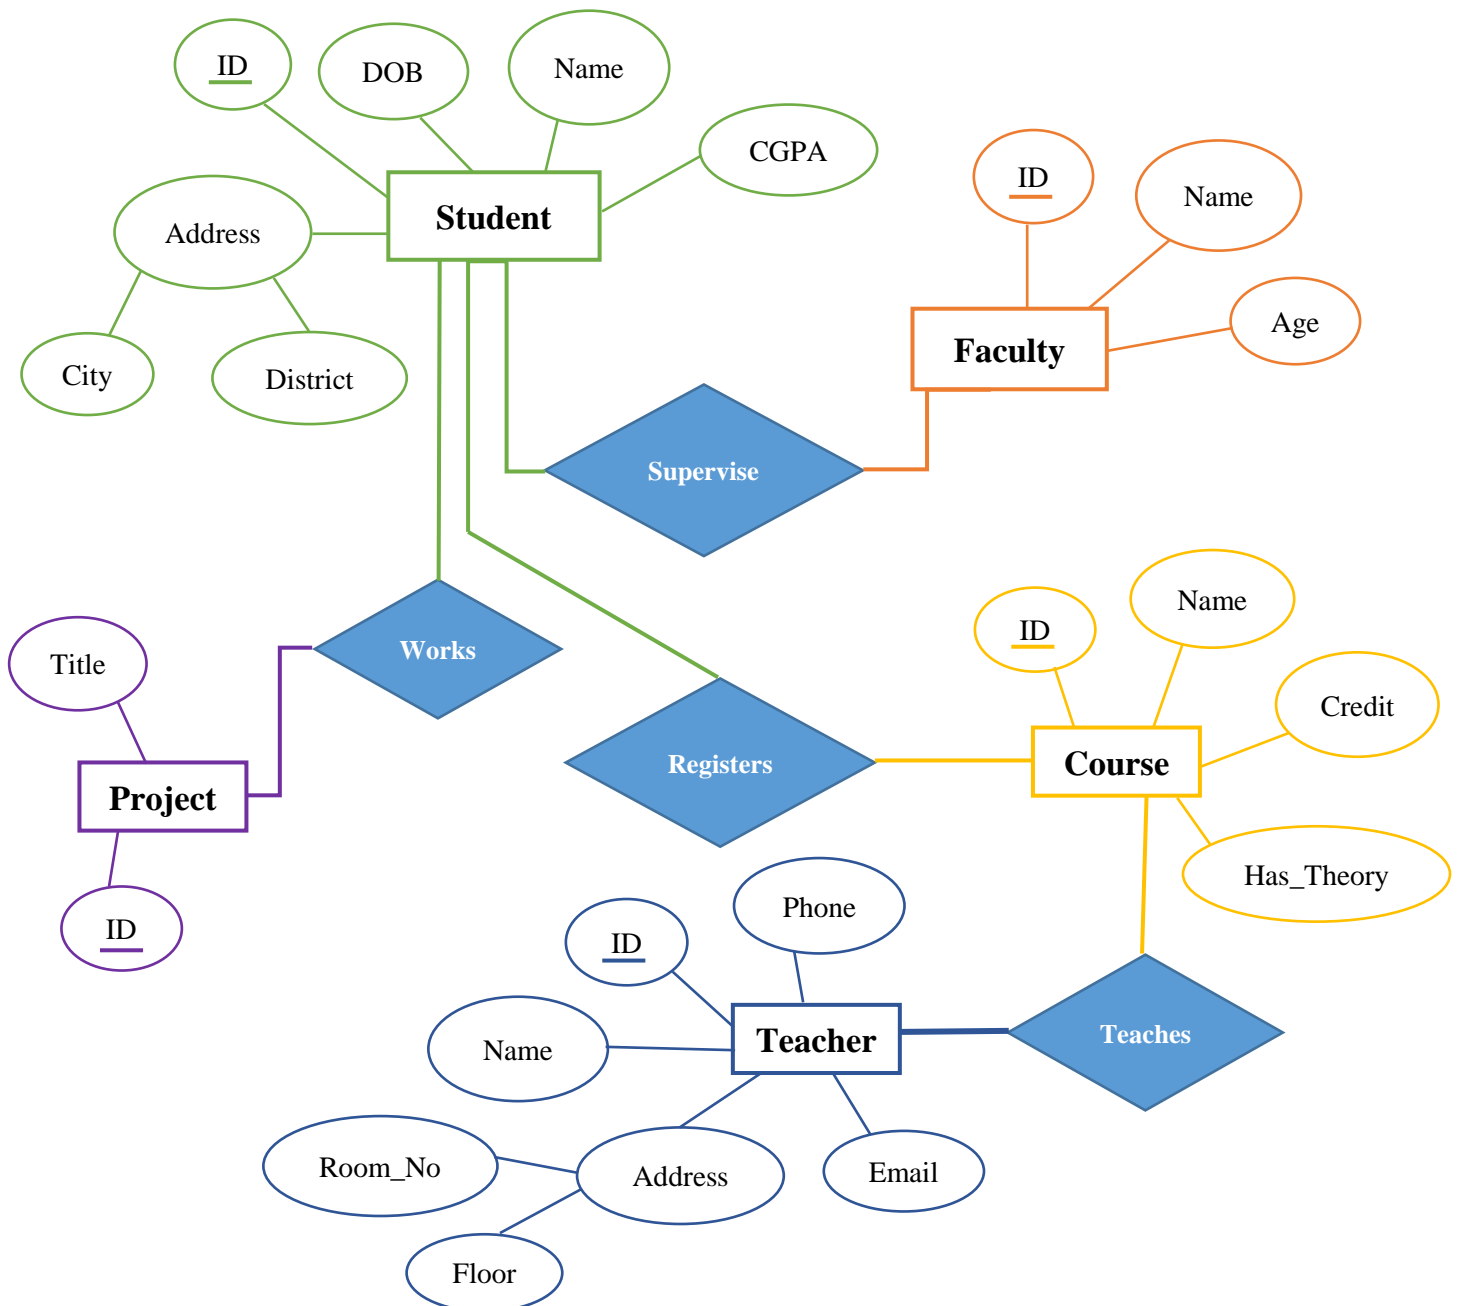 ID
DOB
Name
CGPA
ID
Name
Address
Student
Age
Faculty
City
District
Supervise
Name
ID
Works
Title
Credit
Registers
Course
Project
Has_Theory
Phone
ID
ID
Teacher
Teaches
Name
Room_No
Address
Email
Floor